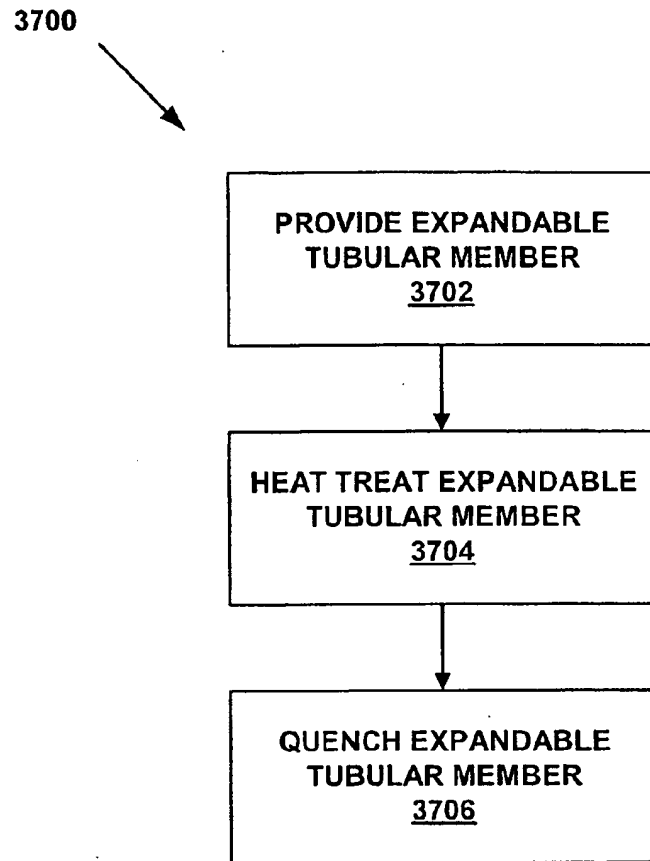 3700
PROVIDE EXPANDABLE
TUBULAR MEMBER
3702
HEAT TREAT EXPANDABLE
TUBULAR MEMBER
3704
QUENCH EXPANDABLE
TUBULAR MEMBER
3706